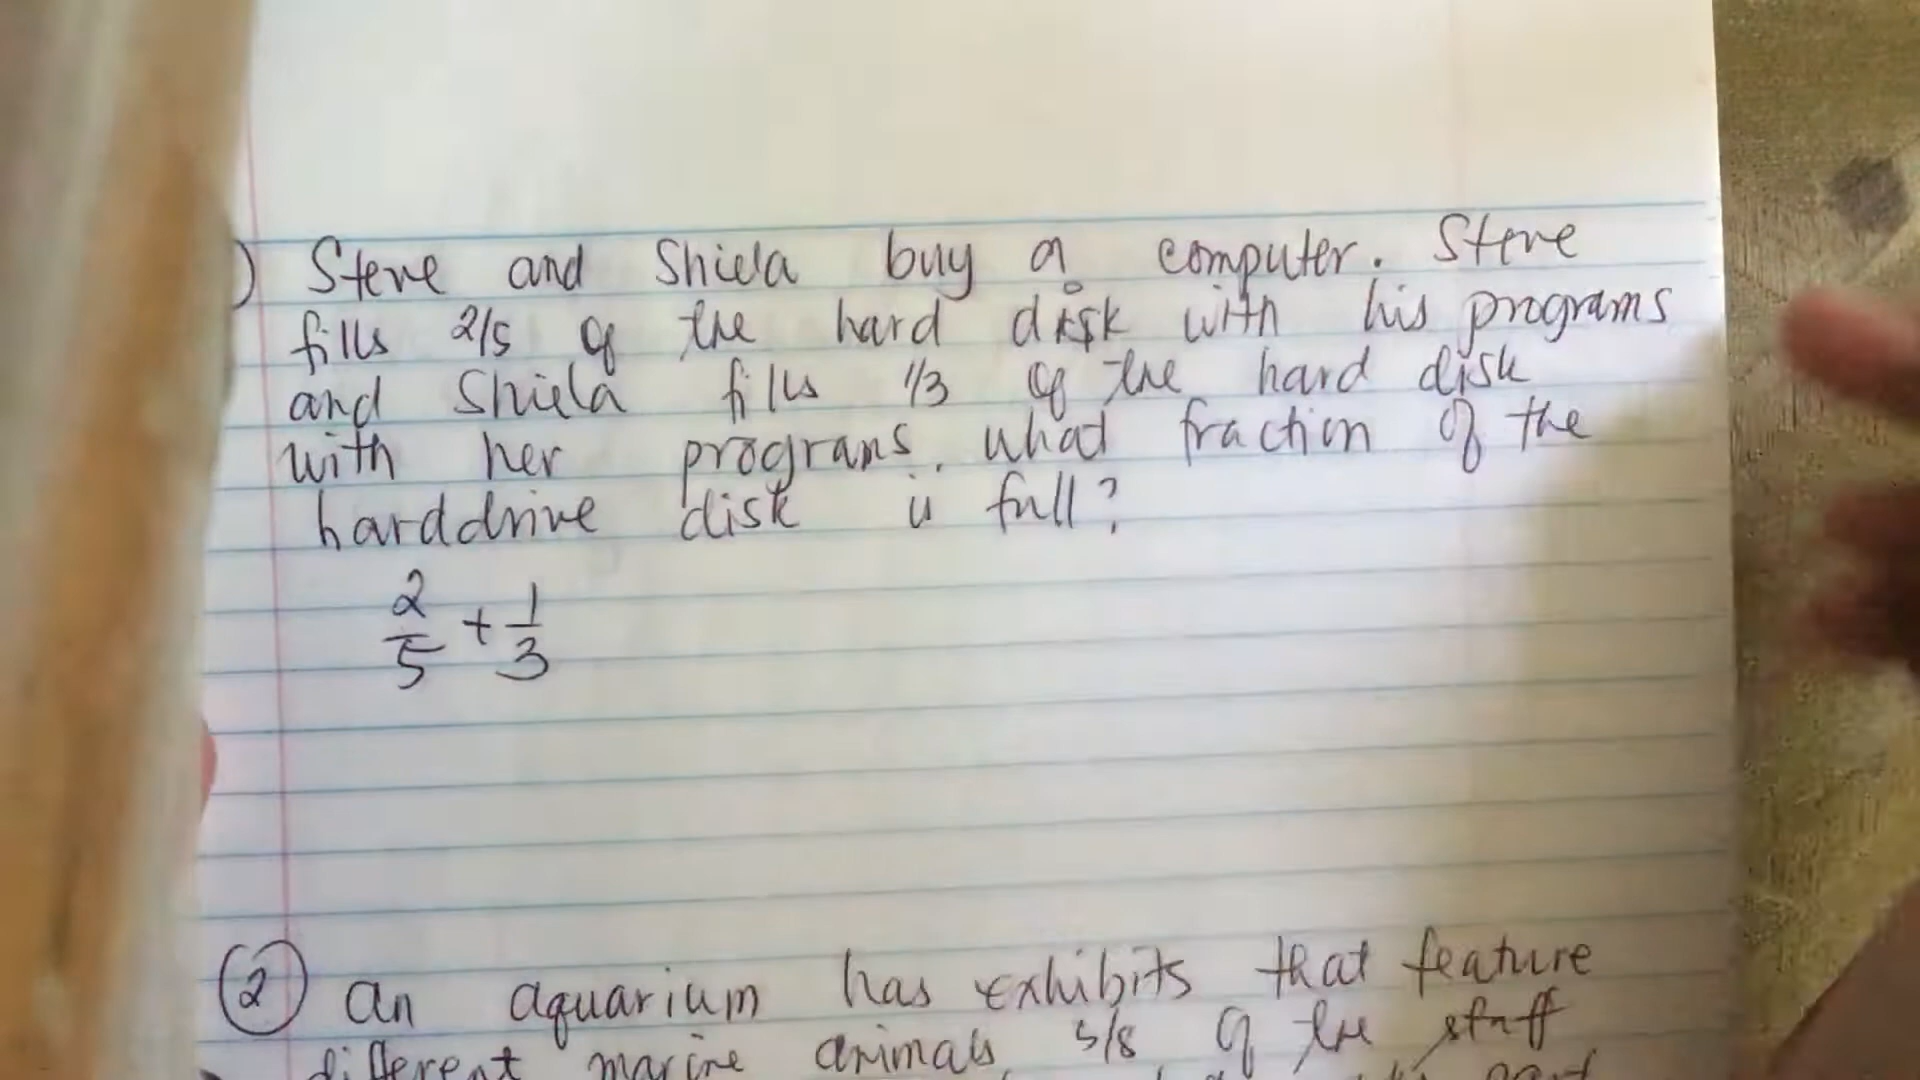 ) Steve and Shiela buy a computer. Steve
fills 2/5 of the hard disk with his programs
and Shiela fills 1/3 of the hard disk
with her programs. what fraction of the
harddrive disk is full?
2/5 + 1/3
(2) an aquarium has exhibits that feature
different marine animals, 5/8 of the staff